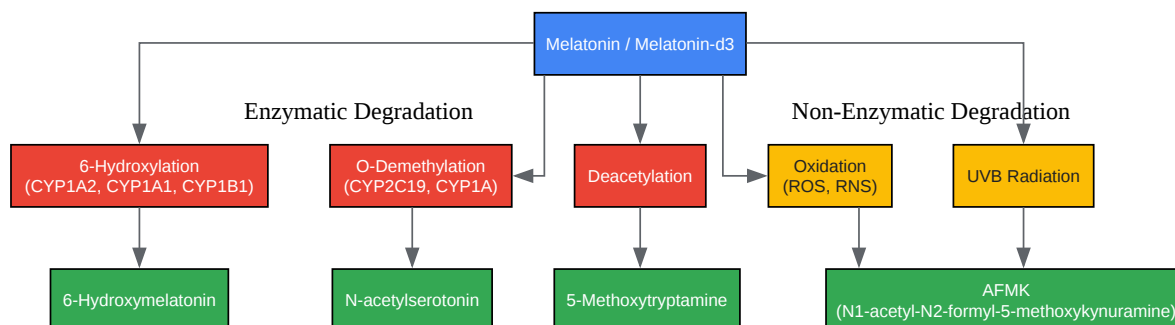 Melatonin / Melatonin-d3
Enzymatic Degradation
Non-Enzymatic Degradation
6-Hydroxylation
(CYP1A2, CYP1A1, CYP1B1)
O-Demethylation
(CYP2C19, CYP1A)
Deacetylation
Oxidation
(ROS, RNS)
UVB Radiation
6-Hydroxymelatonin
N-acetylserotonin
5-Methoxytryptamine
AFMK
(N1-acetyl-N2-formyl-5-methoxykynuramine)